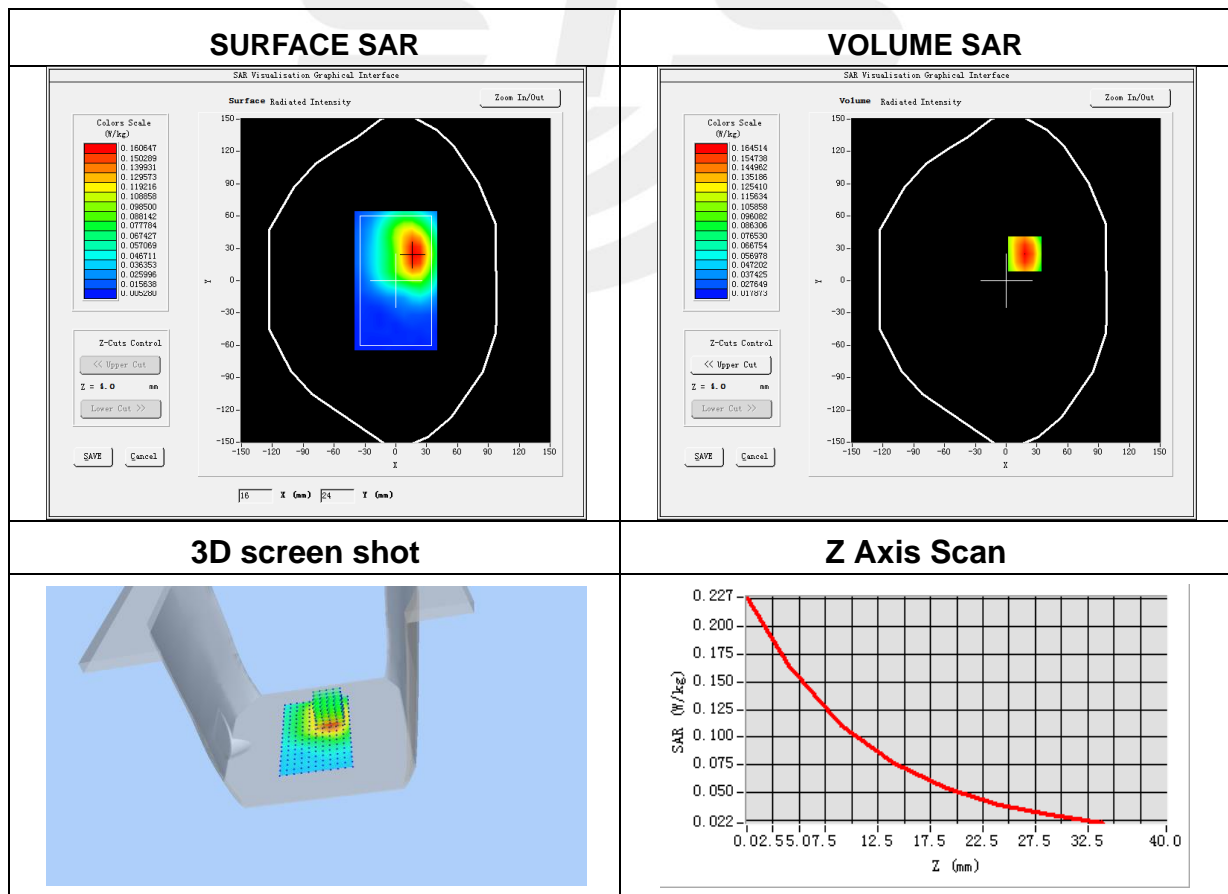 SURFACE SAR
SAR Visualisation Graphical Interface
Surface Radiated Intensity
Zoom In/Out
Colors Scale
(W/kg)
0.160647
0.150289
0.139931
0.129573
0.119216
0.108858
0.098500
0.088142
0.077784
0.067427
0.057069
0.046711
0.036353
0.025996
0.015638
0.005280
Z-Cuts Control
<< Upper Cut
Z = 4.0 mm
Lower Cut >>
SAVE Cancel
150
120
90
60
30
0
-30
-60
-90
-120
-150
Y
-150 -120 -90 -60 -30 0 30 60 90 120 150
X
16 X (mm) 24 Y (mm)
VOLUME SAR
SAR Visualisation Graphical Interface
Volume Radiated Intensity
Zoom In/Out
Colors Scale
(W/kg)
0.164514
0.154738
0.144962
0.135186
0.125410
0.115634
0.105858
0.096082
0.086306
0.076530
0.066754
0.056978
0.047202
0.037425
0.027649
0.017873
Z-Cuts Control
<< Upper Cut
Z = 4.0 mm
Lower Cut >>
SAVE Cancel
150
120
90
60
30
0
-30
-60
-90
-120
-150
Y
-150 -120 -90 -60 -30 0 30 60 90 120 150
X
3D screen shot
Z Axis Scan
0.227
0.200
0.175
0.150
0.125
0.100
0.075
0.050
0.022
SAR (W/kg)
0.0 2.5 5.0 7.5 12.5 17.5 22.5 27.5 32.5 40.0
Z (mm)